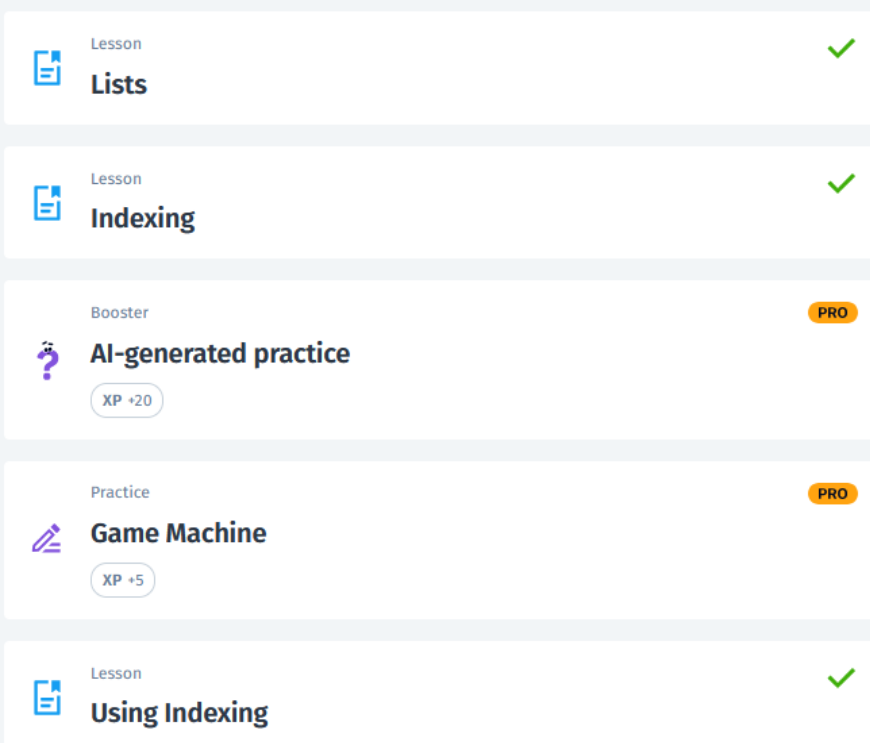 Lesson
Lists
Lesson
Indexing
Booster
PRO
AI-generated practice
XP +20
Practice
PRO
Game Machine
XP +5
Lesson
Using Indexing